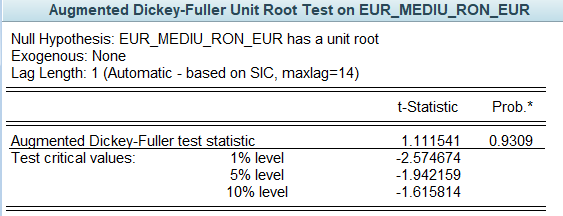 Augmented Dickey-Fuller Unit Root Test on EUR_MEDIU_RON_EUR
Null Hypothesis: EUR_MEDIU_RON_EUR has a unit root
Exogenous: None
Lag Length: 1 (Automatic - based on SIC, maxlag=14)
t-Statistic Prob.*
Augmented Dickey-Fuller test statistic 1.111541 0.9309
Test critical values: 1% level -2.574674
5% level -1.942159
10% level -1.615814